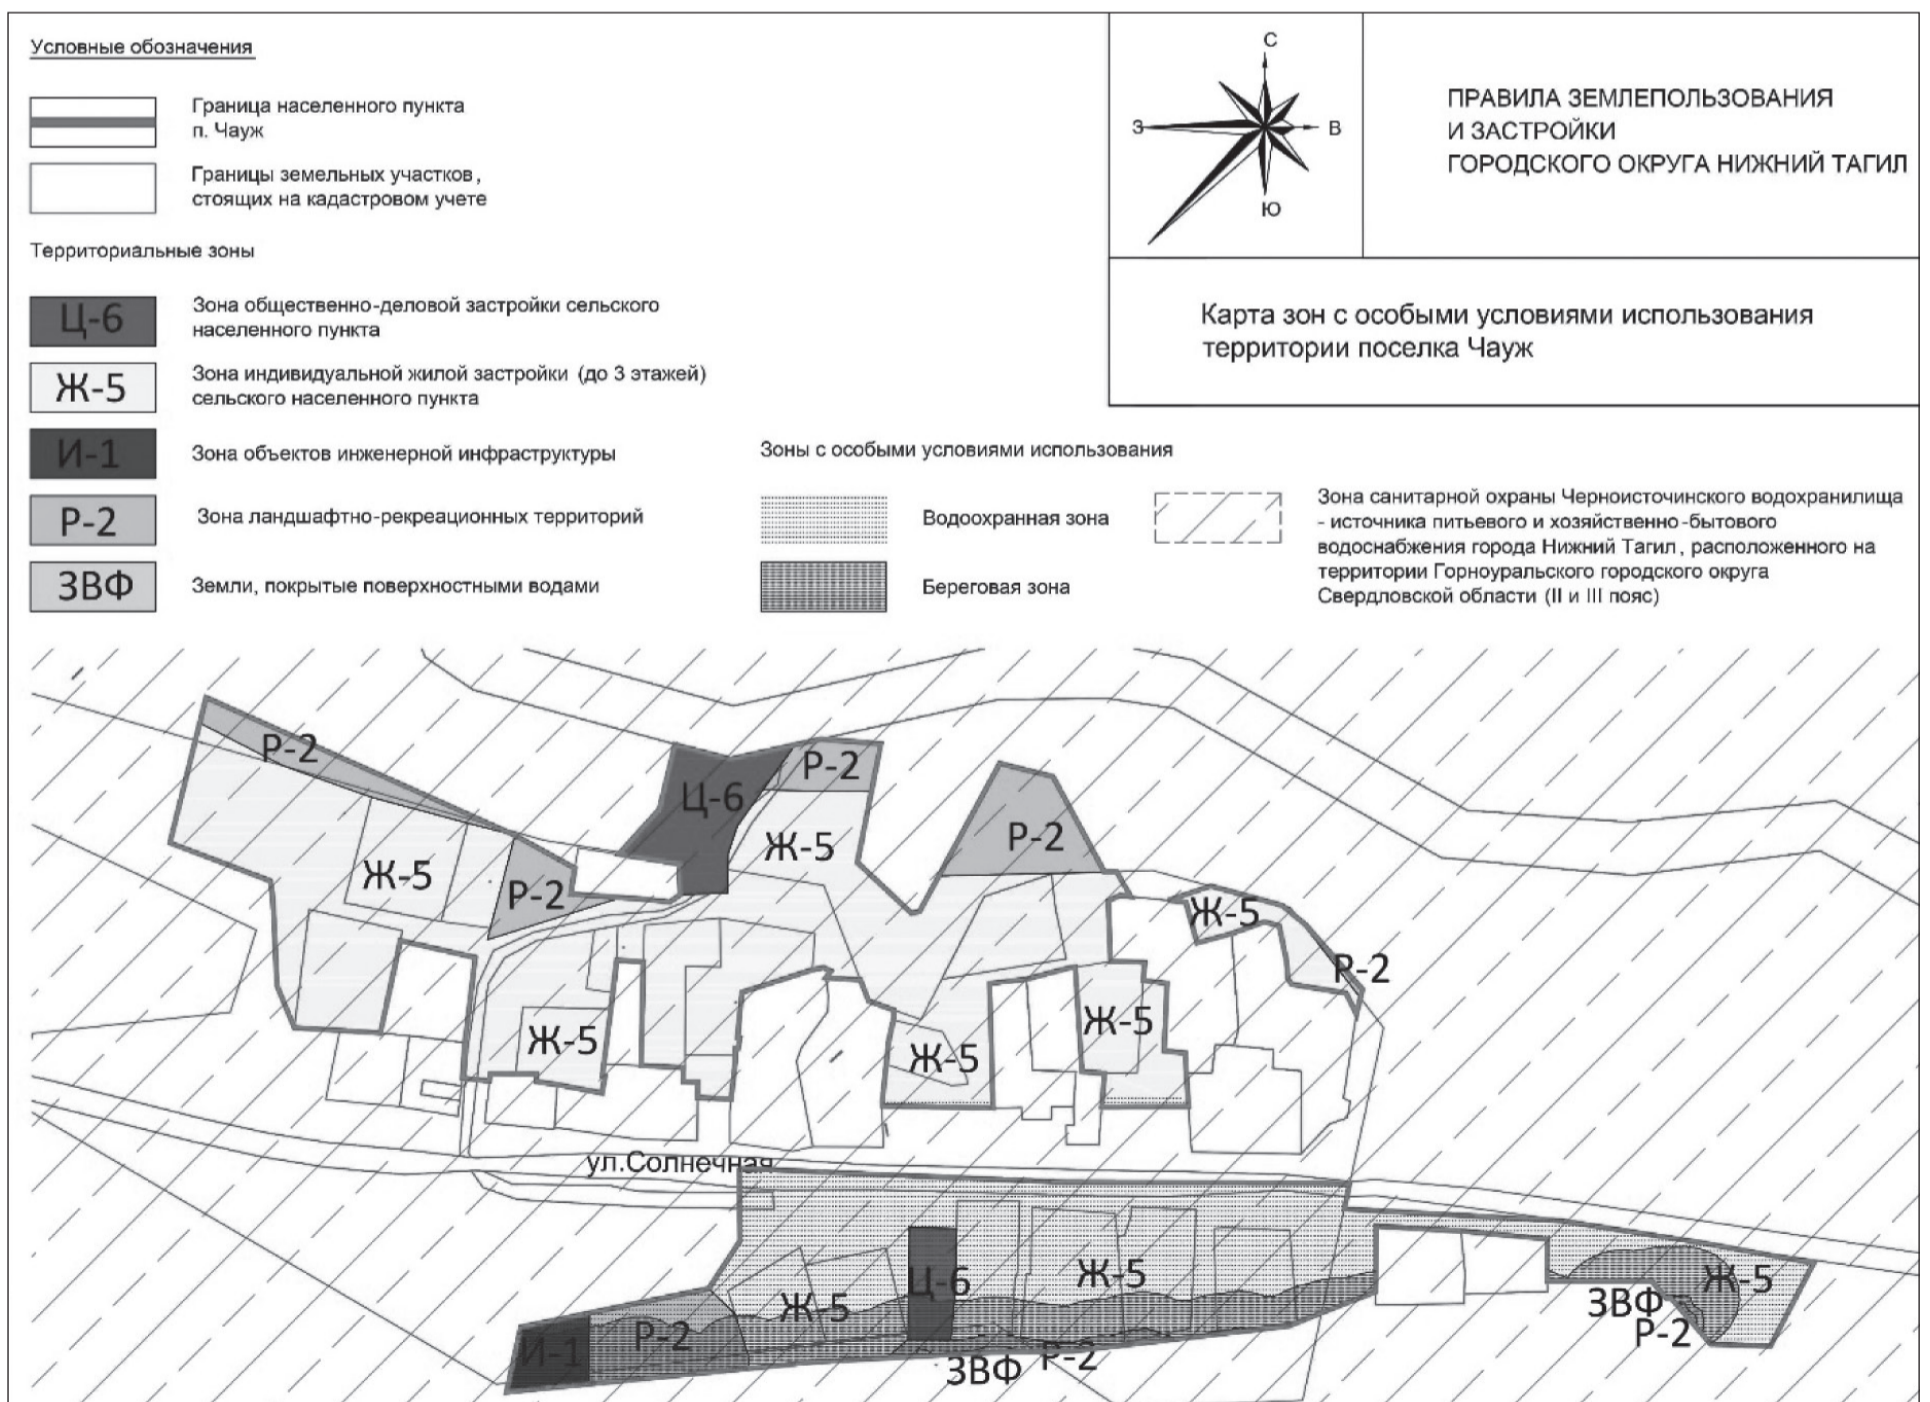 Условные обозначения
Граница населенного пункта
п. Чауж
Границы земельных участков,
стоящих на кадастровом учете
Территориальные зоны
Ц-6
Зона общественно-деловой застройки сельского
населенного пункта
Ж-5
Зона индивидуальной жилой застройки (до 3 этажей)
сельского населенного пункта
И-1
Зона объектов инженерной инфраструктуры
Р-2
Зона ландшафтно-рекреационных территорий
ЗВФ
Земли, покрытые поверхностными водами
Зоны с особыми условиями использования
Водоохранная зона
Береговая зона
Зона санитарной охраны Черноисточинского водохранилища
- источника питьевого и хозяйственно-бытового
водоснабжения города Нижний Тагил, расположенного на
территории Горноуральского городского округа
Свердловской области (II и III пояс)
С
З
В
Ю
ПРАВИЛА ЗЕМЛЕПОЛЬЗОВАНИЯ
И ЗАСТРОЙКИ
ГОРОДСКОГО ОКРУГА НИЖНИЙ ТАГИЛ
Карта зон с особыми условиями использования
территории поселка Чауж
Р-2
Р-2
Ц-6
Ж-5
Р-2
Ж-5
Р-2
Ж-5
Р-2
Ж-5
Ж-5
Ж-5
ул.Солнечная
Ц-6
Ж-5
Ж-5
Ж-5
ЗВФ
Р-2
Р-2
И-1
ЗВФ
Р-2